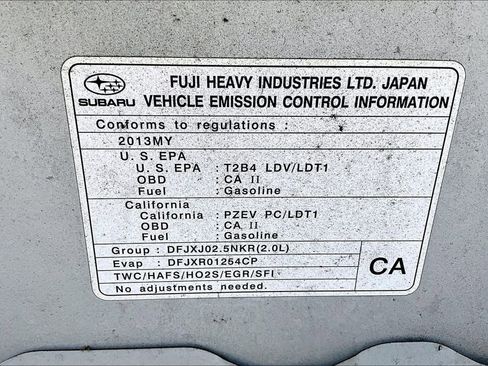 FUJI HEAVY INDUSTRIES LTD. JAPAN
SUBARU VEHICLE EMISSION CONTROL INFORMATION
Conforms to regulations :
2013MY
U. S. EPA
U. S. EPA : T2B4 LDV/LDT1
OBD : CA II
Fuel : Gasoline
California
California : PZEV PC/LDT1
OBD : CA II
Fuel : Gasoline
Group : DFJXJ02.5NKR(2.0L)
Evap : DFJXR01254CP
TWC/HAFS/HO2S/EGR/SFI
No adjustments needed.
CA